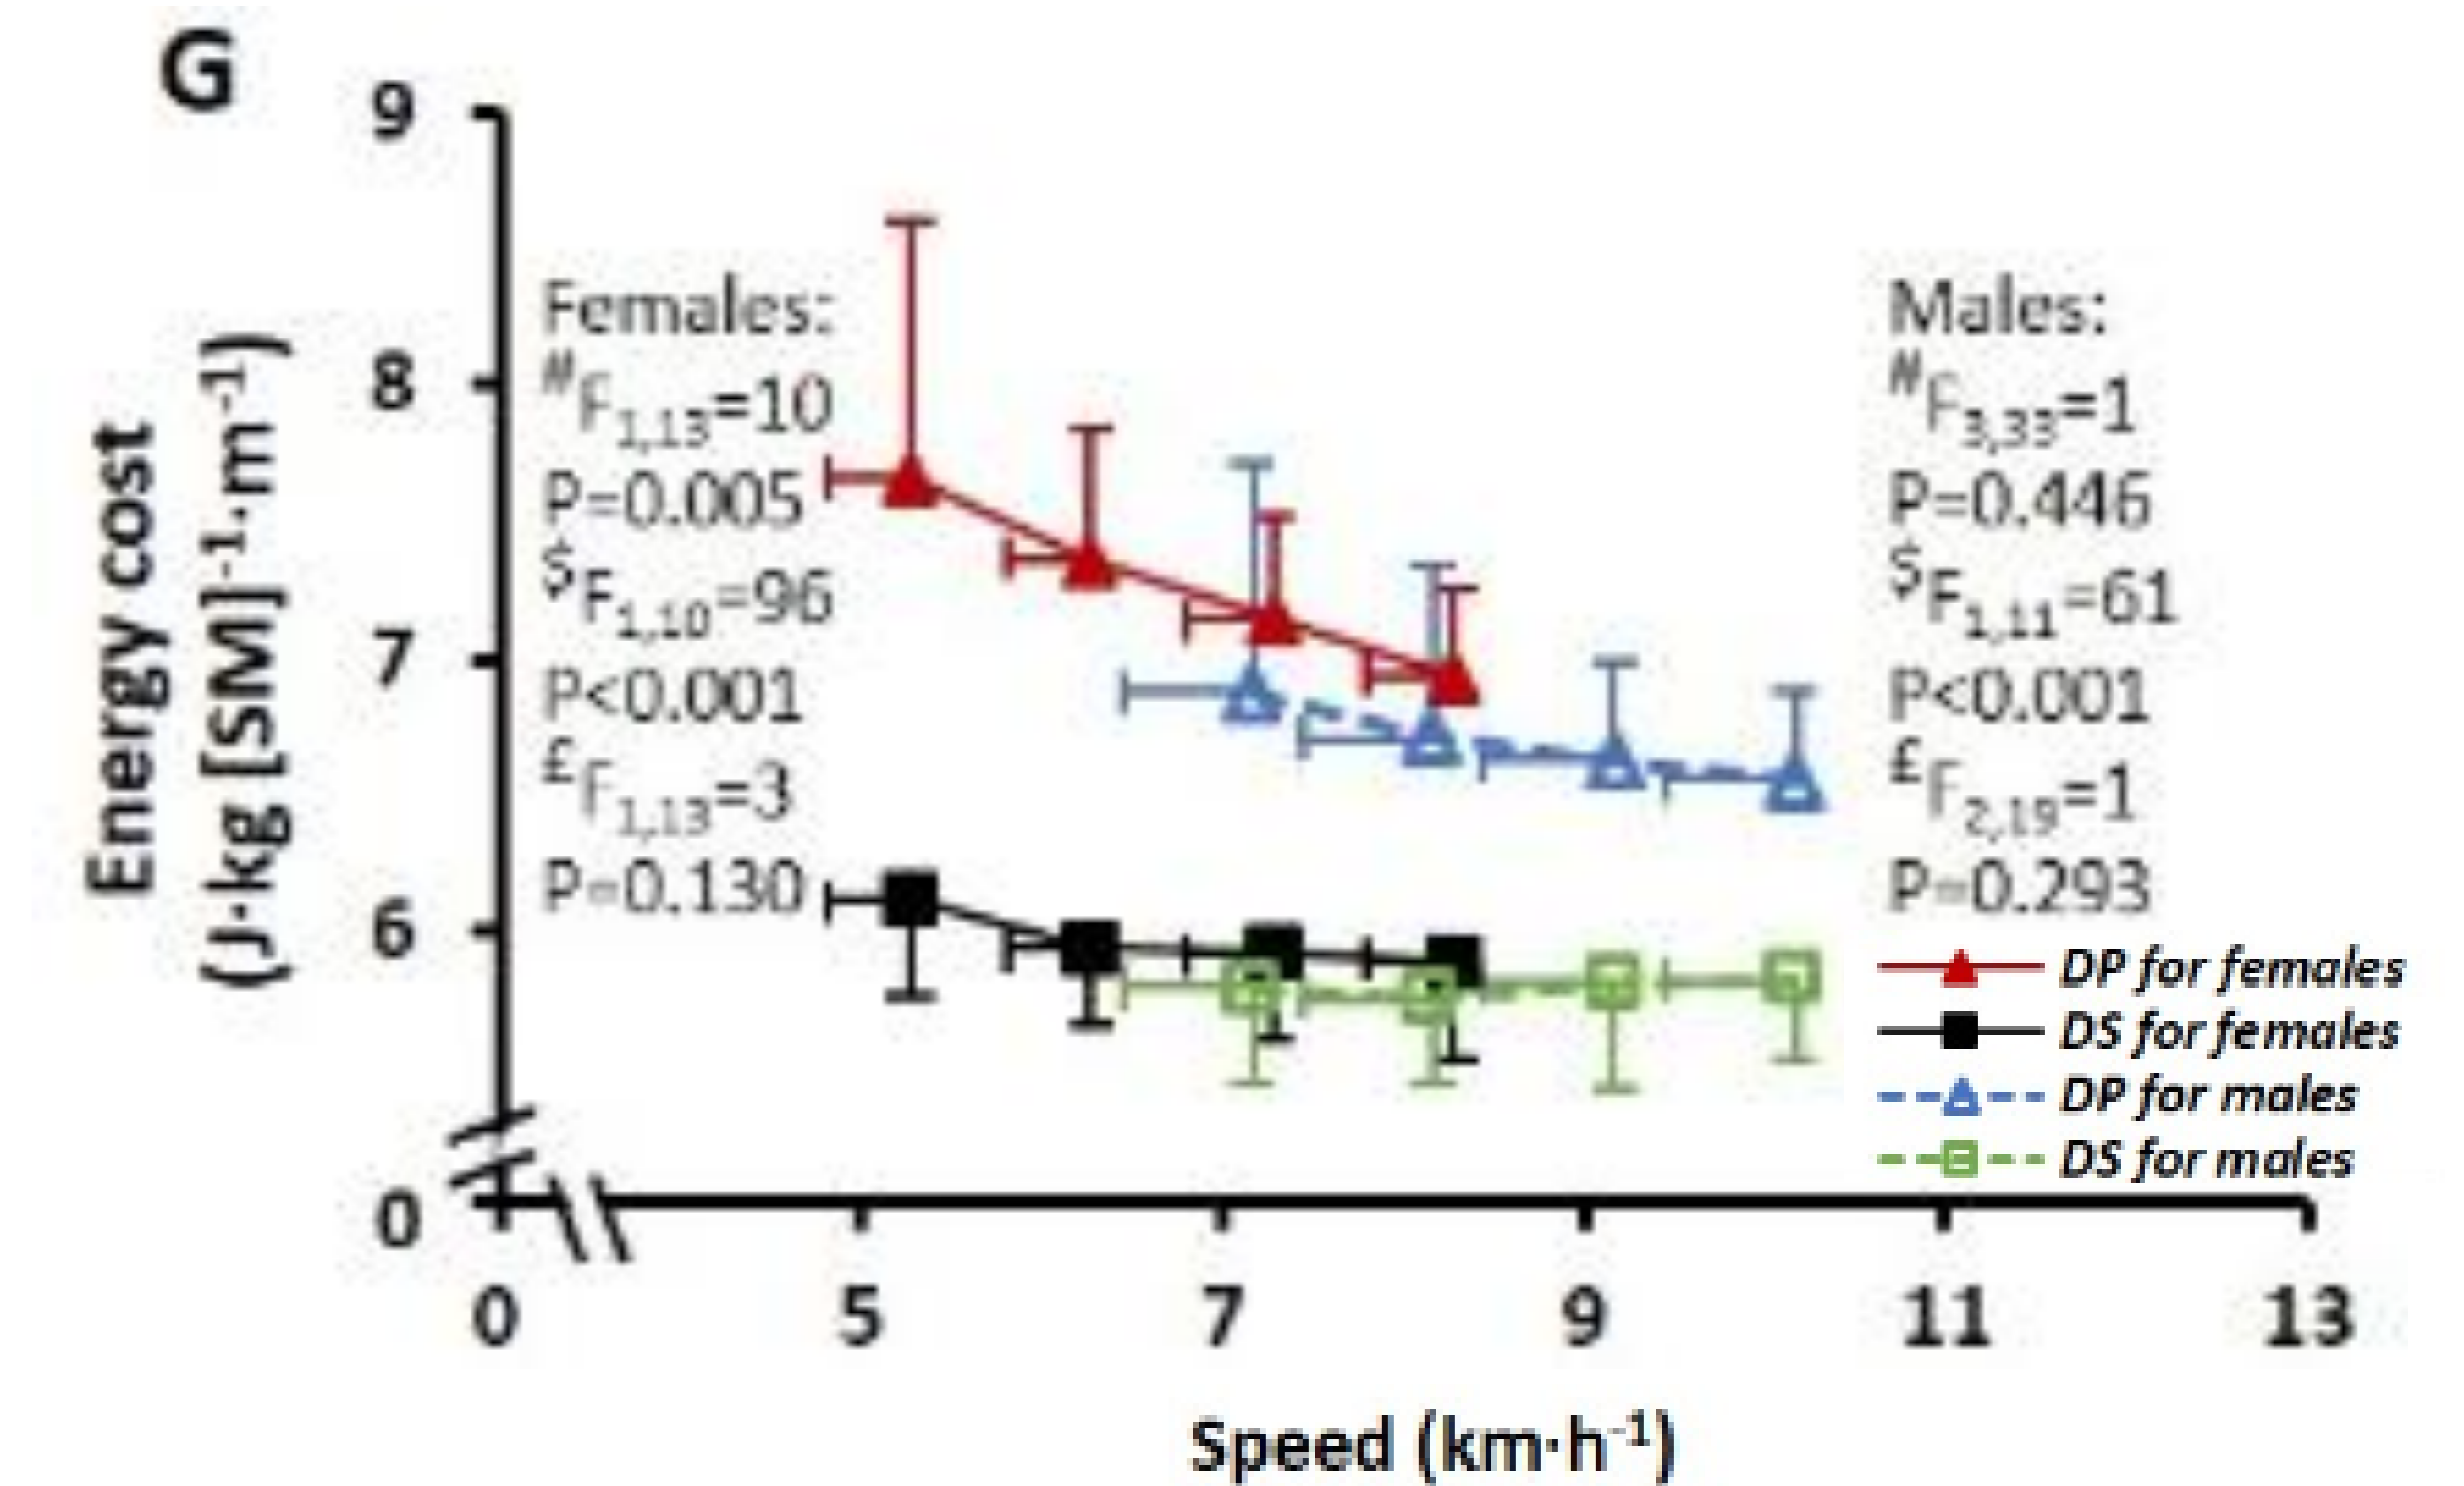 G
9
8
7
6
0
Energy cost
(J·kg [SM]⁻¹·m⁻¹)
Females:
#F1,13=10
P=0.005
$F1,10=96
P<0.001
£F1,13=3
P=0.130
Males:
#F3,33=1
P=0.446
$F1,11=61
P<0.001
£F2,19=1
P=0.293
DP for females
DS for females
DP for males
DS for males
0 5 7 9 11 13
Speed (km·h⁻¹)